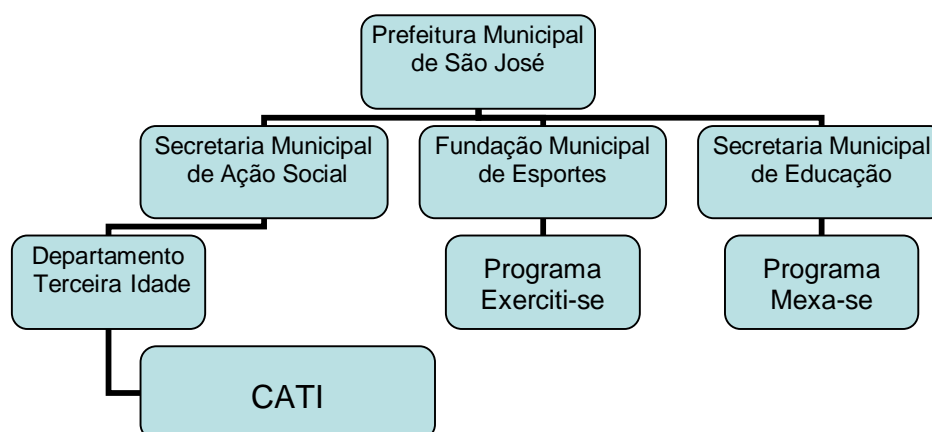 Prefeitura Municipal
de São José
Secretaria Municipal
de Ação Social
Fundação Municipal
de Esportes
Secretaria Municipal
de Educação
Departamento
Terceira Idade
Programa
Exerciti-se
Programa
Mexa-se
CATI